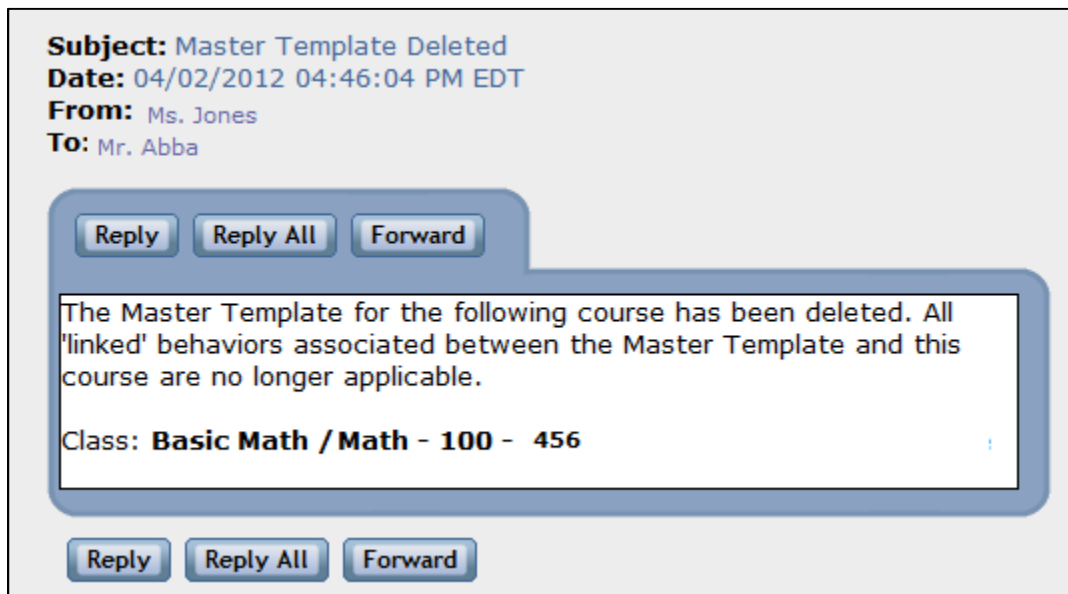 Subject: Master Template Deleted
Date: 04/02/2012 04:46:04 PM EDT
From: Ms. Jones
To: Mr. Abba
Reply Reply All Forward
The Master Template for the following course has been deleted. All
'linked' behaviors associated between the Master Template and this
course are no longer applicable.
Class: Basic Math / Math - 100 - 456
Reply Reply All Forward